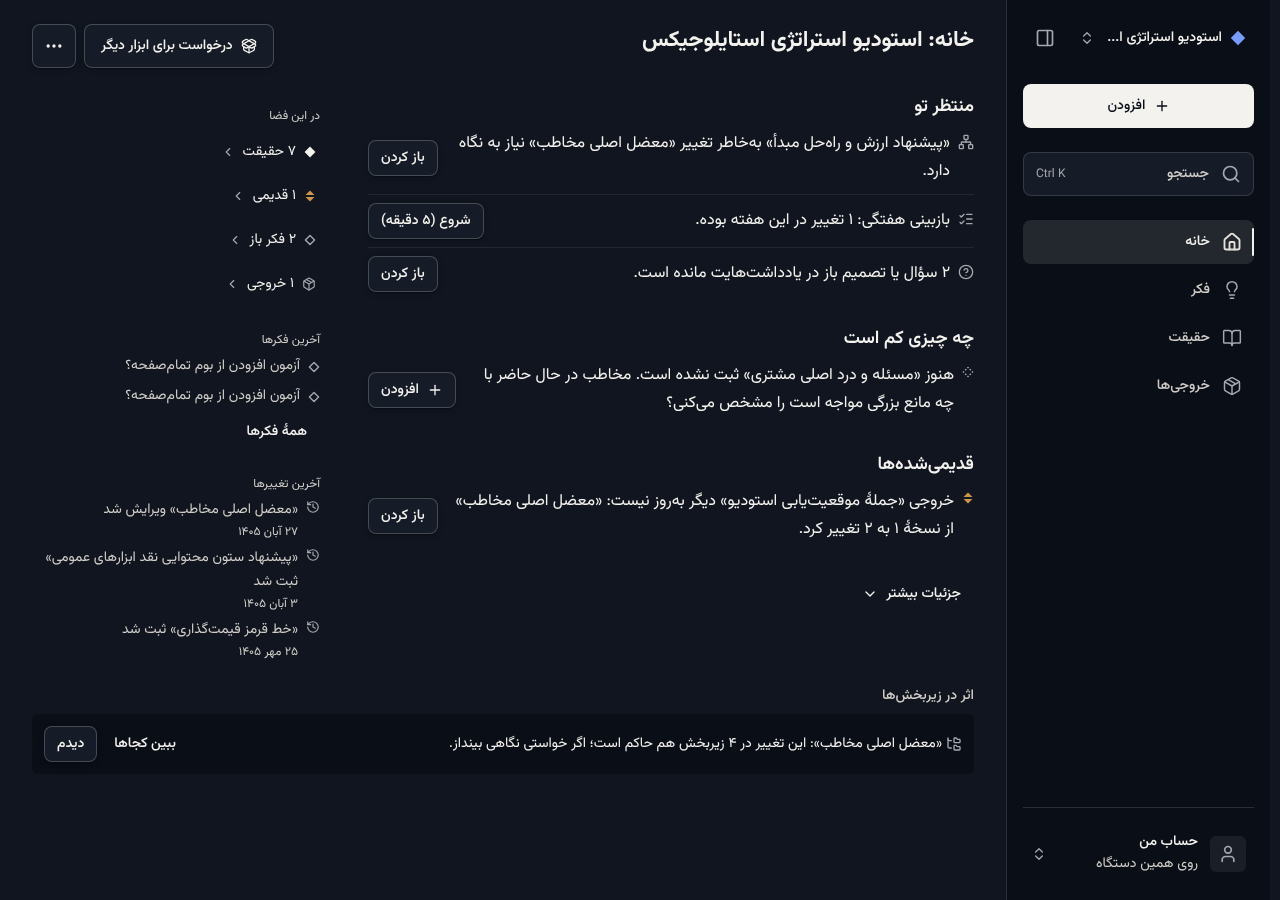 استودیو استراتژی ا...
افزودن
جستجو
Ctrl K
خانه
فکر
حقیقت
خروجی‌ها
حساب من
روی همین دستگاه
خانه: استودیو استراتژی استایلوجیکس
درخواست برای ابزار دیگر
منتظر تو
«پیشنهاد ارزش و راه‌حل مبدأ» به‌خاطر تغییر «معضل اصلی مخاطب» نیاز به نگاه
دارد.
باز کردن
بازبینی هفتگی: ۱ تغییر در این هفته بوده.
شروع (۵ دقیقه)
۲ سؤال یا تصمیم باز در یادداشت‌هایت مانده است.
باز کردن
چه چیزی کم است
هنوز «مسئله و درد اصلی مشتری» ثبت نشده است. مخاطب در حال حاضر با
چه مانع بزرگی مواجه است را مشخص می‌کنی؟
افزودن
قدیمی‌شده‌ها
خروجی «جملهٔ موقعیت‌یابی استودیو» دیگر به‌روز نیست: «معضل اصلی مخاطب»
از نسخهٔ ۱ به ۲ تغییر کرد.
باز کردن
جزئیات بیشتر
در این فضا
۷ حقیقت
۱ قدیمی
۲ فکر باز
۱ خروجی
آخرین فکرها
آزمون افزودن از بوم تمام‌صفحه؟
آزمون افزودن از بوم تمام‌صفحه؟
همهٔ فکرها
آخرین تغییرها
«معضل اصلی مخاطب» ویرایش شد
۲۷ آبان ۱۴۰۵
«پیشنهاد ستون محتوایی نقد ابزارهای عمومی»
ثبت شد
۳ آبان ۱۴۰۵
«خط قرمز قیمت‌گذاری» ثبت شد
۲۵ مهر ۱۴۰۵
اثر در زیربخش‌ها
«معضل اصلی مخاطب»: این تغییر در ۴ زیربخش هم حاکم است؛ اگر خواستی نگاهی بینداز.
ببین کجاها
دیدم